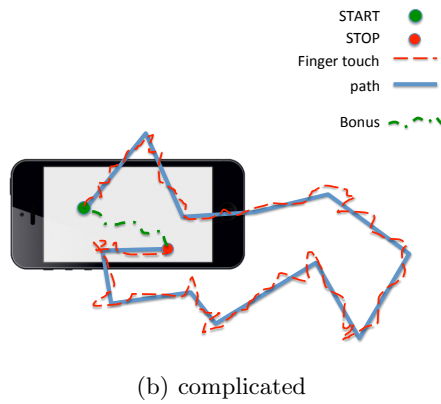 START
STOP
Finger touch
path
Bonus
(b) complicated